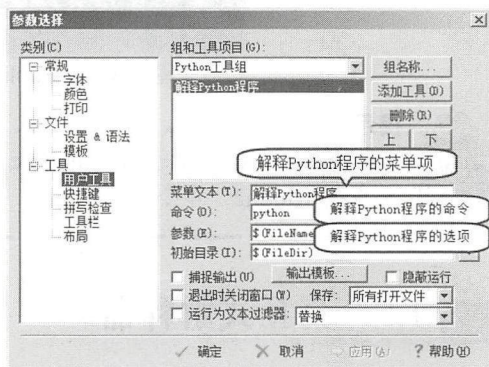 参数选择
类别(C)
常规
字体
颜色
打印
文件
设置 & 语法
模板
工具
用户工具
快捷键
拼写检查
工具栏
布局
组和工具项目(G):
Python工具组
组名称...
解释Python程序
添加工具(D)
删除(R)
上 下
解释Python程序的菜单项
菜单文本(T): 解释Python程序
命令(O): python
解释Python程序的命令
参数(E): $(FileName
解释Python程序的选项
初始目录(I): $(FileDir)
捕捉输出(U) 输出模板... 隐蔽运行
退出时关闭窗口(W) 保存: 所有打开文件
运行为文本过滤器: 替换
确定 取消 应用(A) ? 帮助(H)